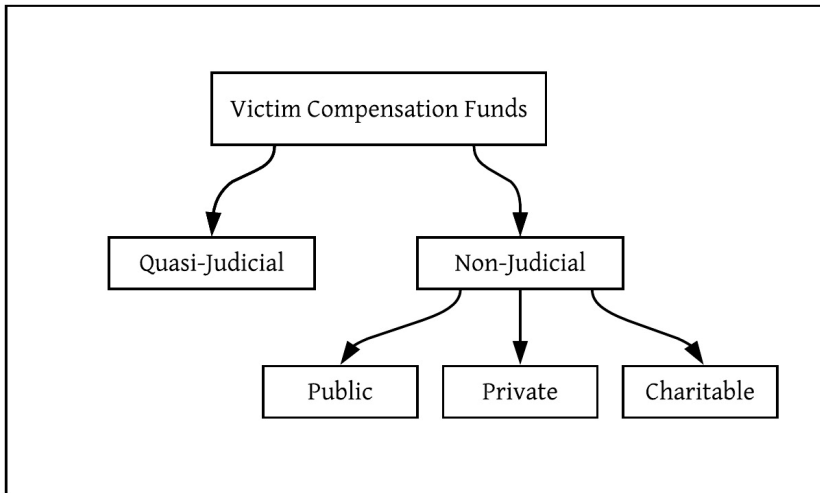 Victim Compensation Funds
Quasi-Judicial
Non-Judicial
Public
Private
Charitable